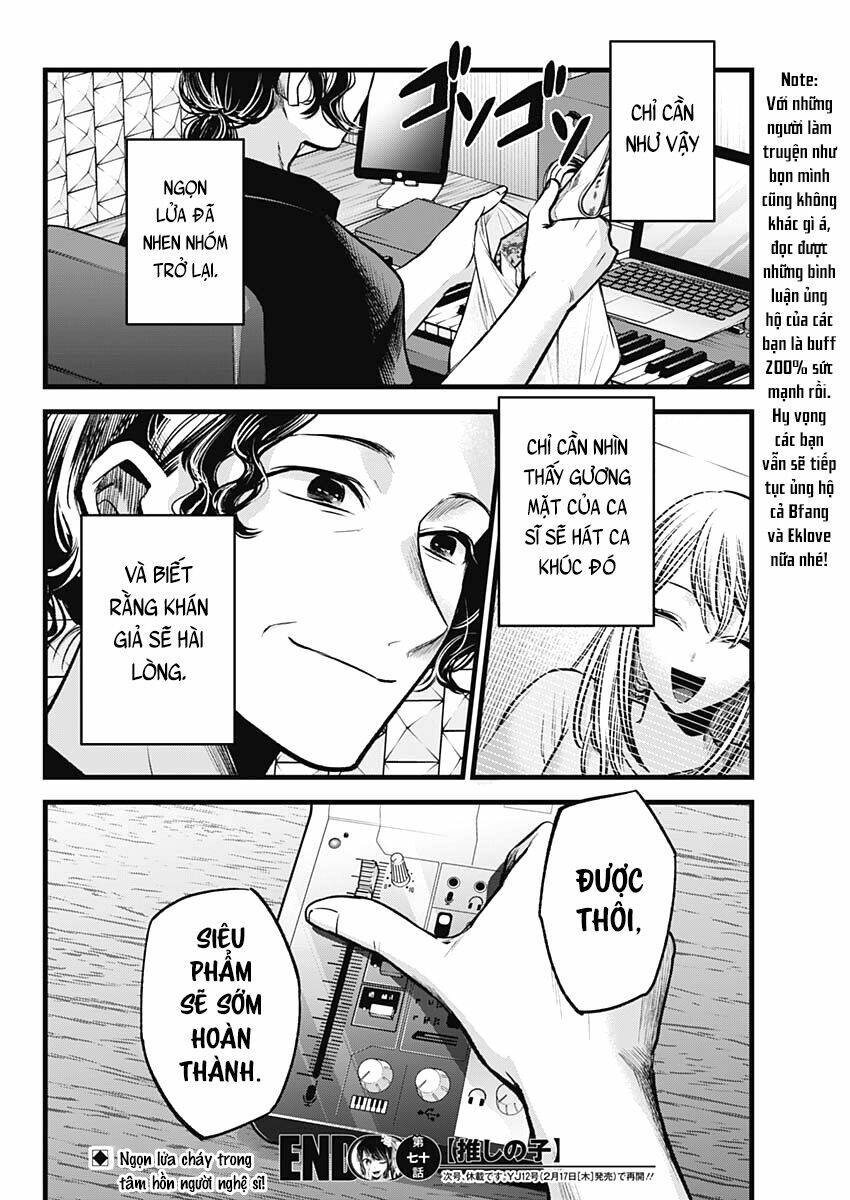 CHỈ CẦN
NHƯ VẬY
ゴソゴソ
NGỌN
LỬA ĐÃ
NHEN NHÓM
TRỞ LẠI.
CHỈ CẦN NHÌN
THẤY GƯƠNG
MẶT CỦA CA
SĨ SẼ HÁT CA
KHÚC ĐÓ
VÀ BIẾT
RẰNG KHÁN
GIẢ SẼ HÀI
LÒNG.
ĐƯỢC
THÔI,
SIÊU
PHẨM
SẼ SỚM
HOÀN
THÀNH.
Ngọn lửa cháy trong
tâm hồn người nghệ sĩ!
END
第七十話
【推しの子】
次号、休載です:YJ12号(2月17日[木]発売)で再開!!
Note:
Với những
người làm
truyện như
bọn mình
cũng không
khác gì á,
đọc được
những bình
luận ủng
hộ của các
bạn là buff
200% sức
mạnh rồi.
Hy vọng
các bạn
vẫn sẽ tiếp
tục ủng hộ
cả Bfang
và Eklove
nữa nhé!